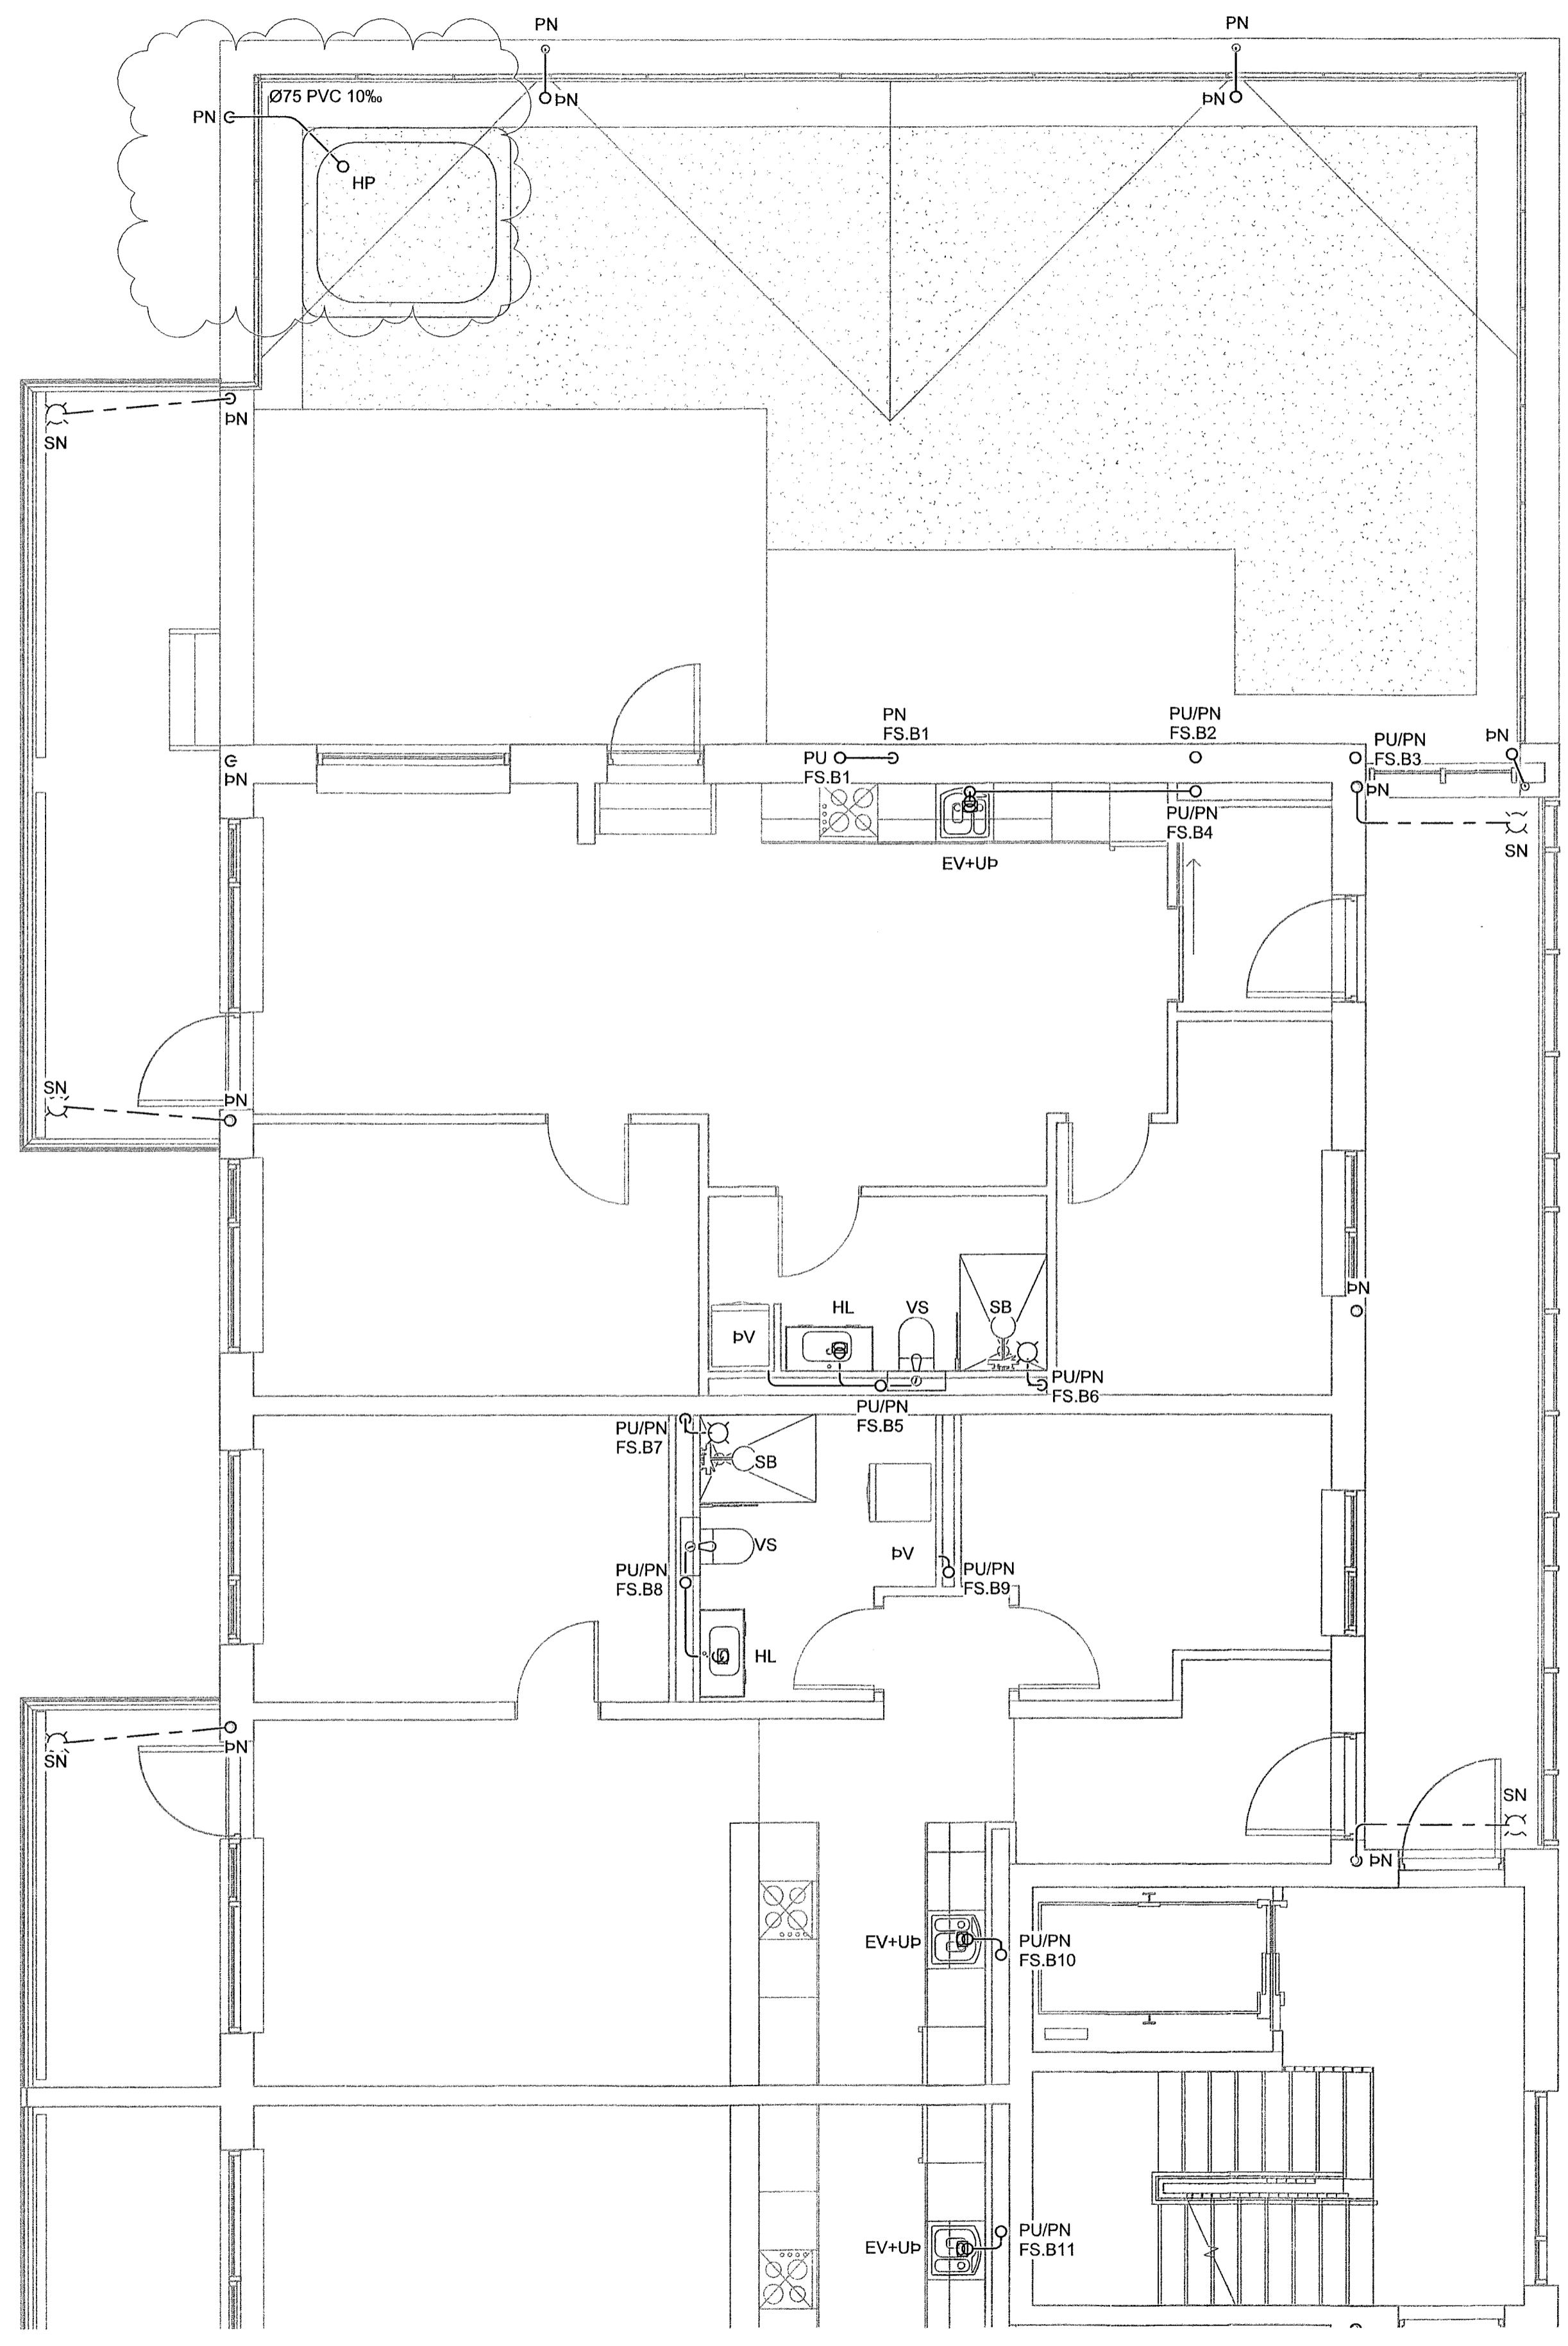 PN
PN
Ø75 PVC 10‰
ÞN
ÞN
PN
HP
ÞN
SN
PN
FS.B1
PU/PN
FS.B2
PU/PN
FS.B3
ÞN
PU
FS.B1
ÞN
ÞN
PU/PN
FS.B4
SN
EV+UÞ
SN
ÞN
ÞN
HL
VS
SB
ÞV
PU/PN
FS.B6
PU/PN
FS.B5
PU/PN
FS.B7
SB
VS
ÞV
PU/PN
FS.B8
PU/PN
FS.B9
HL
ÞN
SN
SN
ÞN
EV+UÞ
PU/PN
FS.B10
PU/PN
FS.B11
EV+UÞ